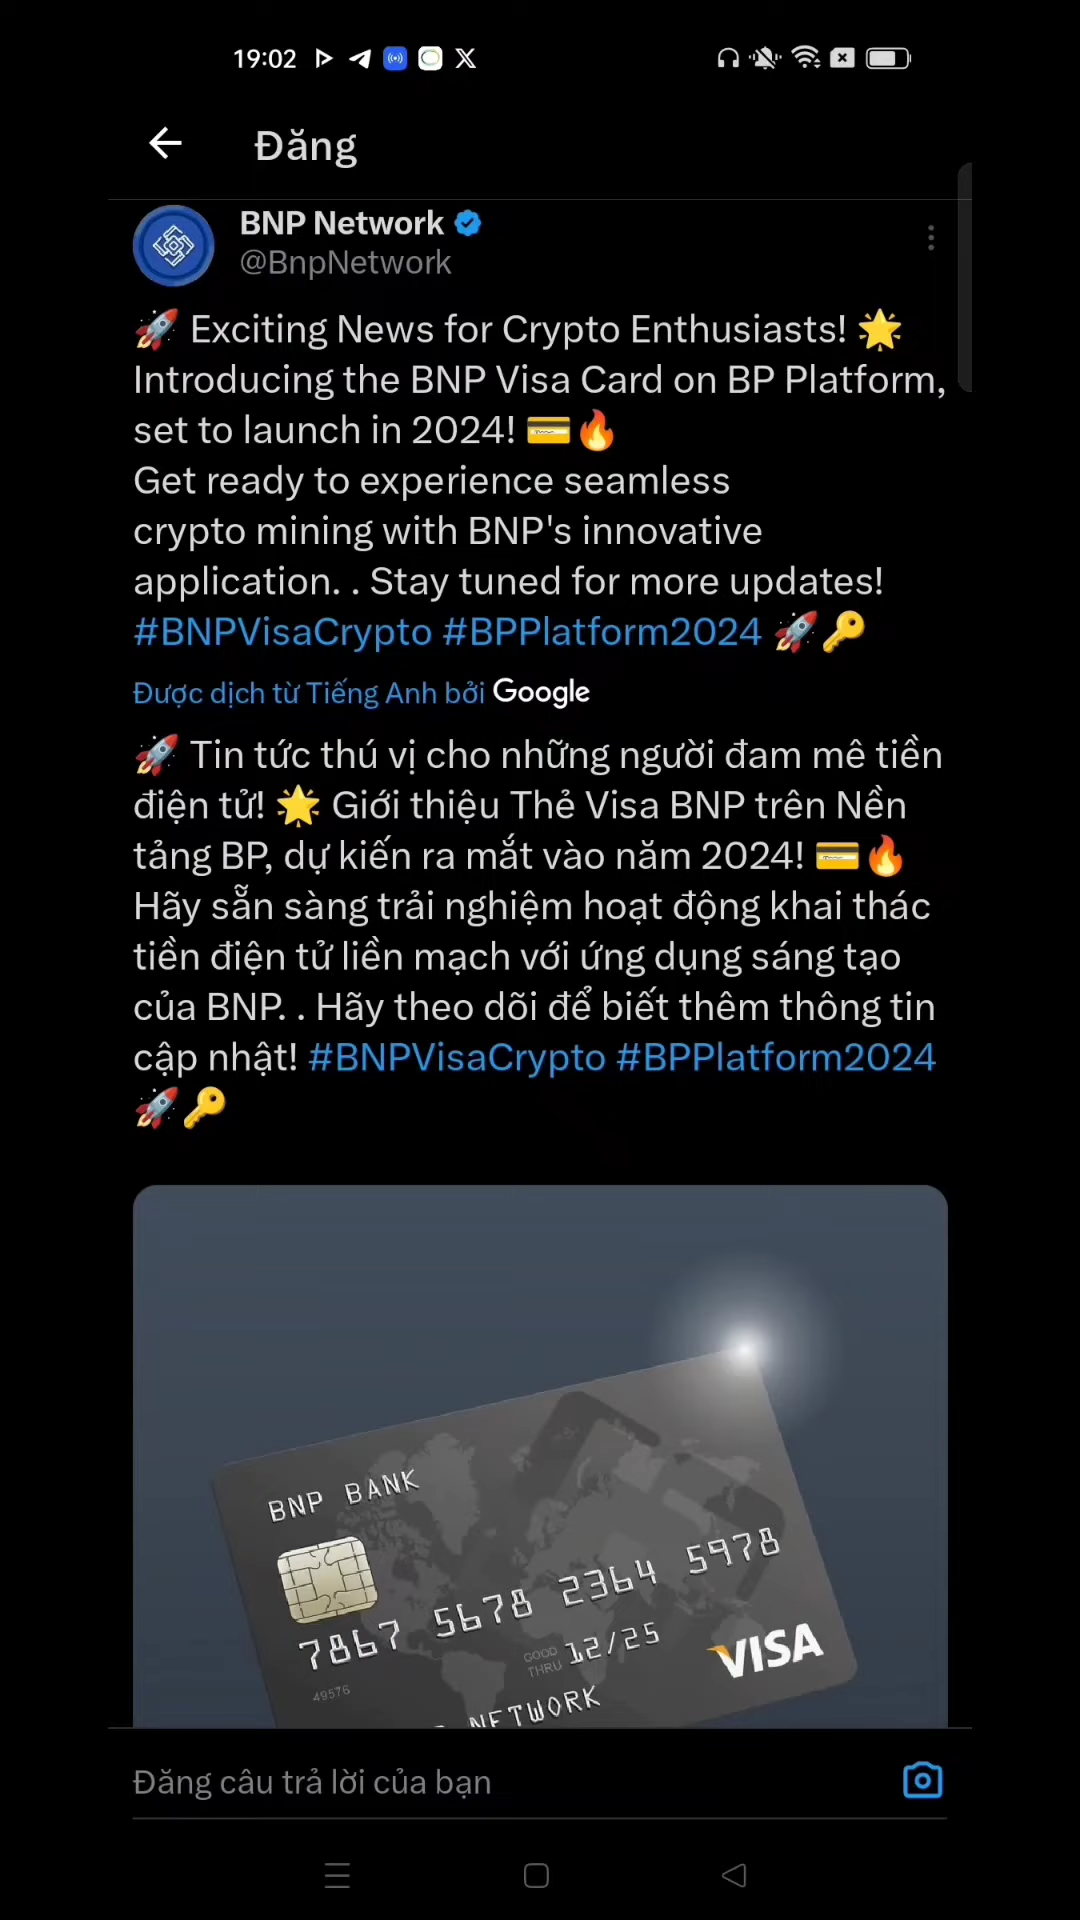 19:02
Đăng
BNP Network
@BnpNetwork
🚀 Exciting News for Crypto Enthusiasts! 🌟
Introducing the BNP Visa Card on BP Platform,
set to launch in 2024! 💳🔥
Get ready to experience seamless
crypto mining with BNP's innovative
application. . Stay tuned for more updates!
#BNPVisaCrypto #BPPlatform2024 🚀🔑
Được dịch từ Tiếng Anh bởi Google
🚀 Tin tức thú vị cho những người đam mê tiền
điện tử! 🌟 Giới thiệu Thẻ Visa BNP trên Nền
tảng BP, dự kiến ra mắt vào năm 2024! 💳🔥
Hãy sẵn sàng trải nghiệm hoạt động khai thác
tiền điện tử liền mạch với ứng dụng sáng tạo
của BNP. . Hãy theo dõi để biết thêm thông tin
cập nhật! #BNPVisaCrypto #BPPlatform2024
🚀🔑
BNP BANK
7867 5678 2364 5978
GOOD
THRU 12/25
49576
VISA
NETWORK
Đăng câu trả lời của bạn